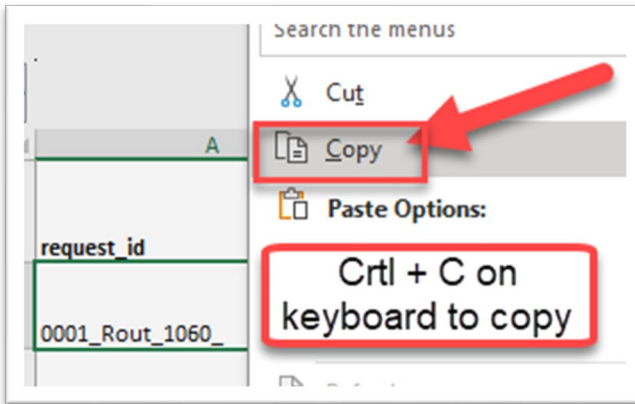 Search the menus
Cut
A
Copy
Paste Options:
request_id
Crtl + C on
keyboard to copy
0001_Rout_1060_